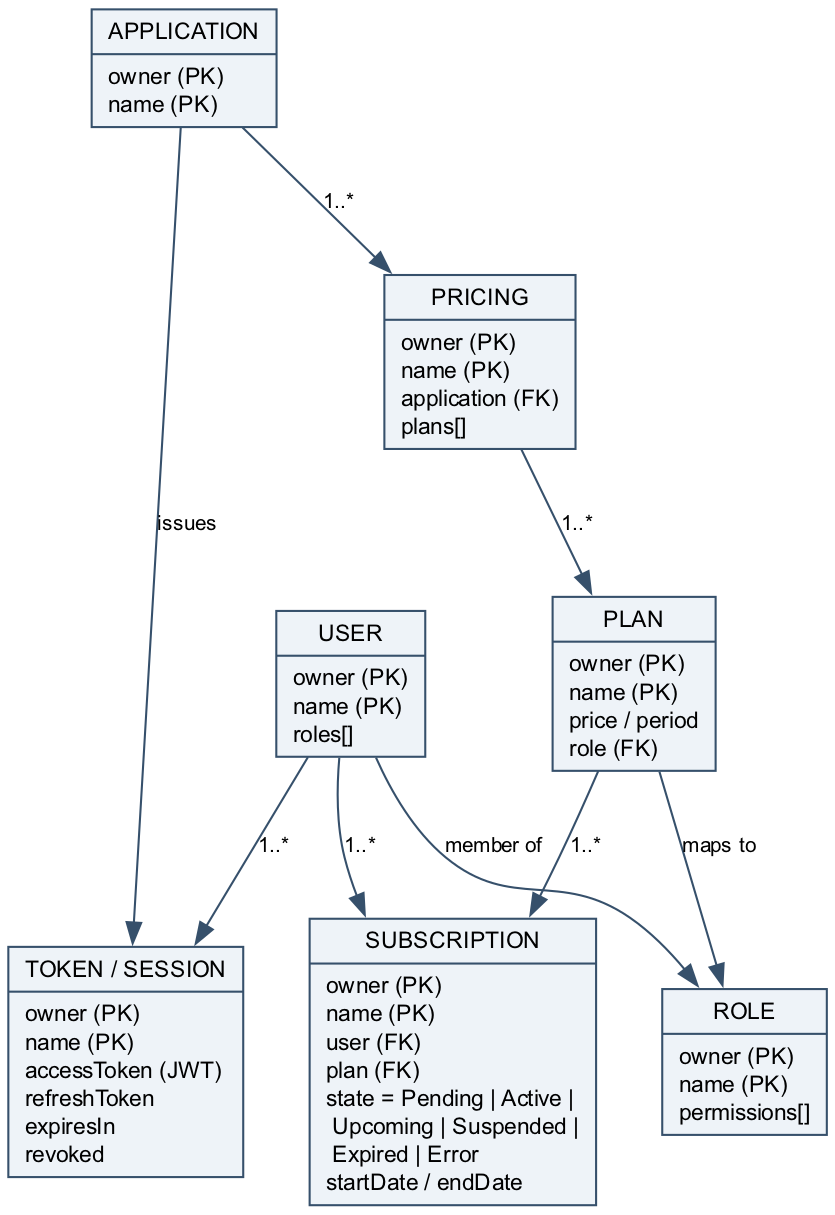 APPLICATION
owner (PK)
name (PK)
1..*
PRICING
owner (PK)
name (PK)
application (FK)
plans[]
issues
1..*
USER
owner (PK)
name (PK)
roles[]
PLAN
owner (PK)
name (PK)
price / period
role (FK)
1..*
1..*
member of
1..*
maps to
TOKEN / SESSION
owner (PK)
name (PK)
accessToken (JWT)
refreshToken
expiresIn
revoked
SUBSCRIPTION
owner (PK)
name (PK)
user (FK)
plan (FK)
state = Pending | Active |
Upcoming | Suspended |
Expired | Error
startDate / endDate
ROLE
owner (PK)
name (PK)
permissions[]